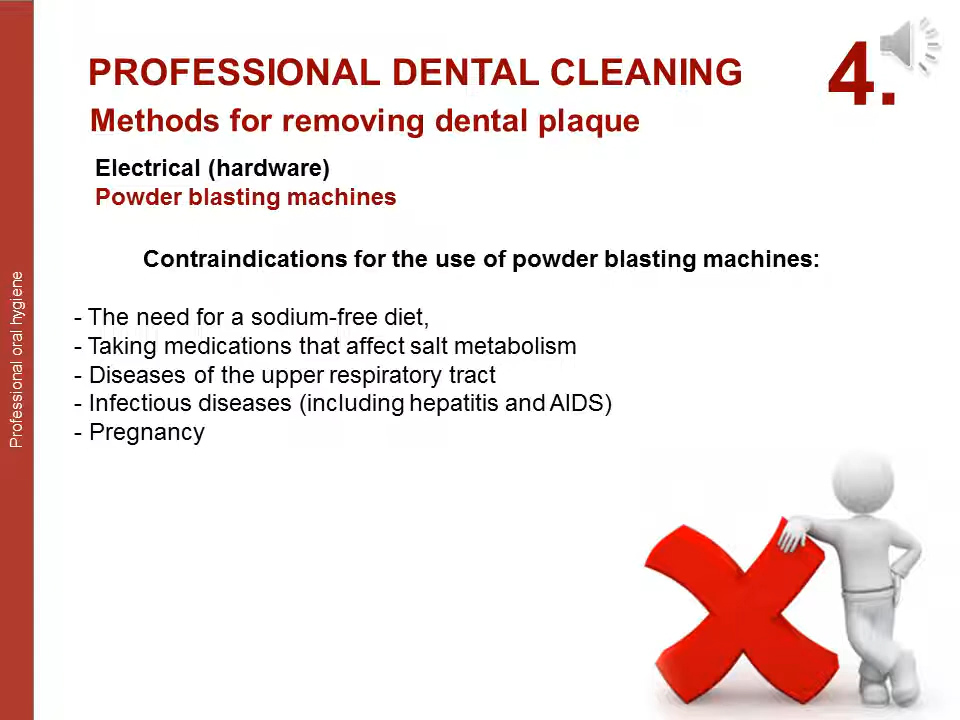 PROFESSIONAL DENTAL CLEANING
4.
Methods for removing dental plaque
Electrical (hardware)
Powder blasting machines
Contraindications for the use of powder blasting machines:
- The need for a sodium-free diet,
- Taking medications that affect salt metabolism
- Diseases of the upper respiratory tract
- Infectious diseases (including hepatitis and AIDS)
- Pregnancy
Professional oral hygiene